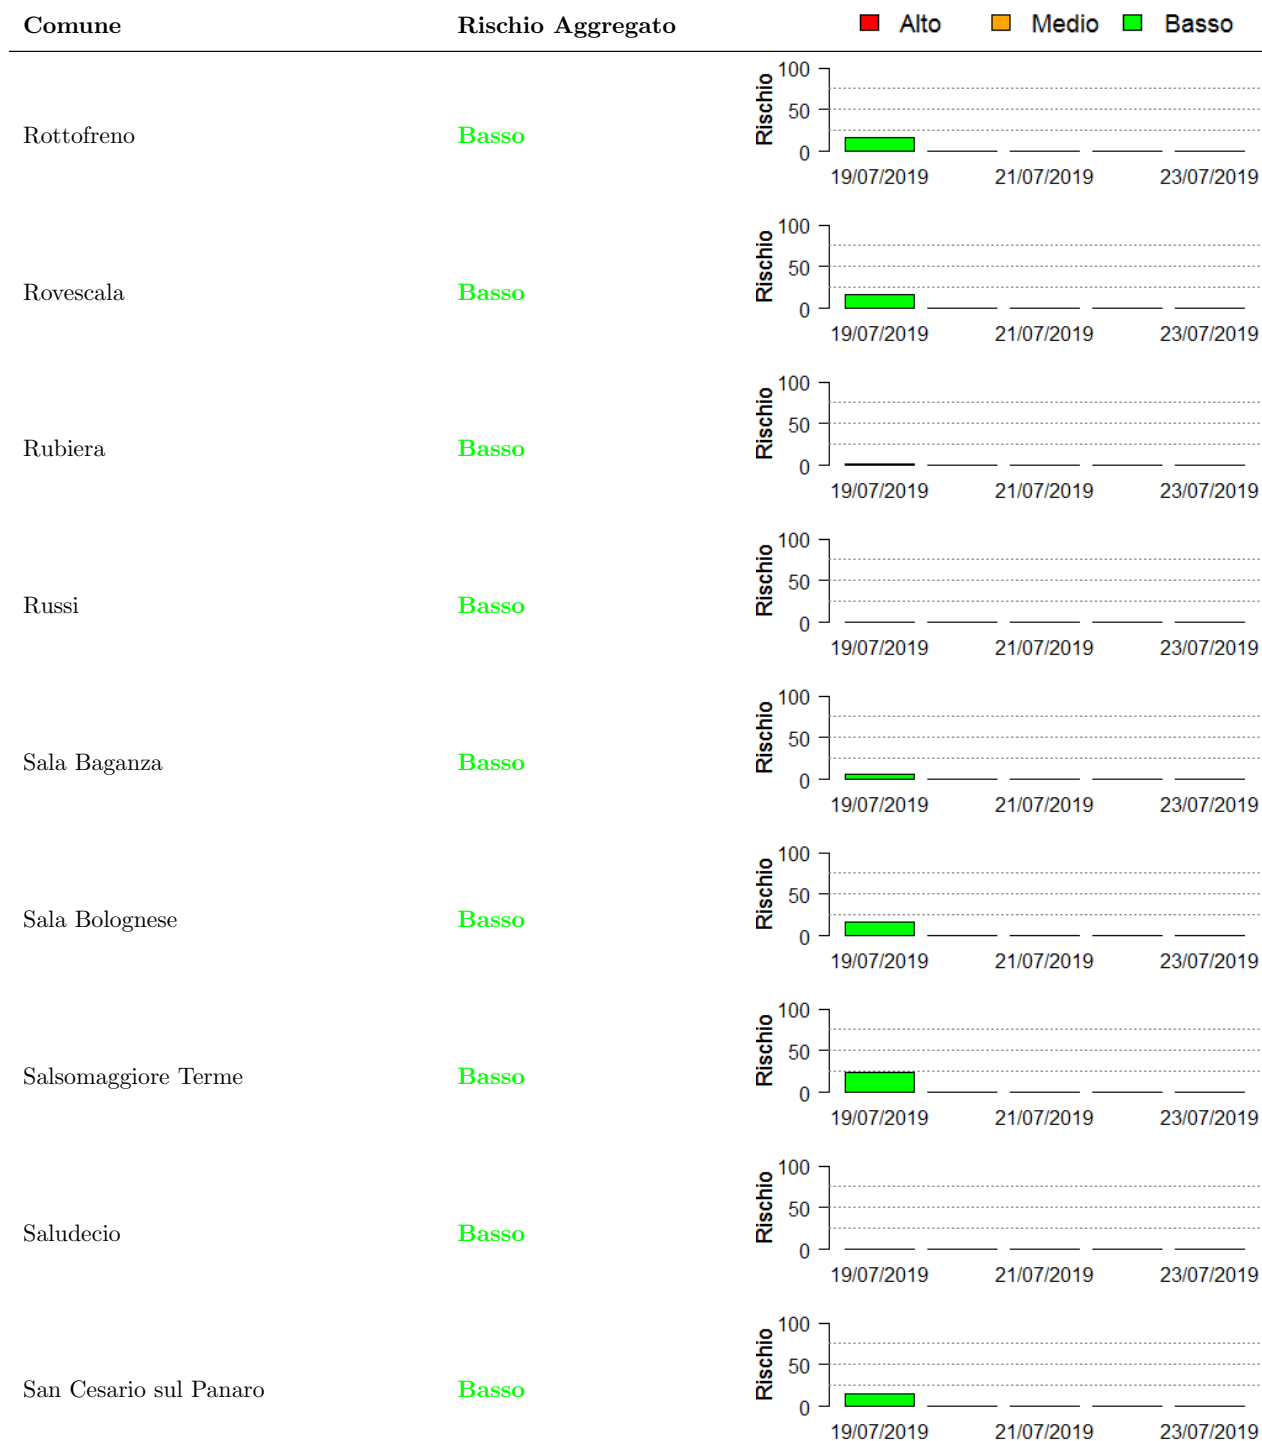 Comune Rischio Aggregato Alto Medio Basso
100
50
0
Rischio
Rottofreno Basso
19/07/2019 21/07/2019 23/07/2019
100
50
0
Rischio
Rovescala Basso
19/07/2019 21/07/2019 23/07/2019
100
50
0
Rischio
Rubiera Basso
19/07/2019 21/07/2019 23/07/2019
100
50
0
Rischio
Russi Basso
19/07/2019 21/07/2019 23/07/2019
100
50
0
Rischio
Sala Baganza Basso
19/07/2019 21/07/2019 23/07/2019
100
50
0
Rischio
Sala Bolognese Basso
19/07/2019 21/07/2019 23/07/2019
100
50
0
Rischio
Salsomaggiore Terme Basso
19/07/2019 21/07/2019 23/07/2019
100
50
0
Rischio
Saludecio Basso
19/07/2019 21/07/2019 23/07/2019
100
50
0
Rischio
San Cesario sul Panaro Basso
19/07/2019 21/07/2019 23/07/2019